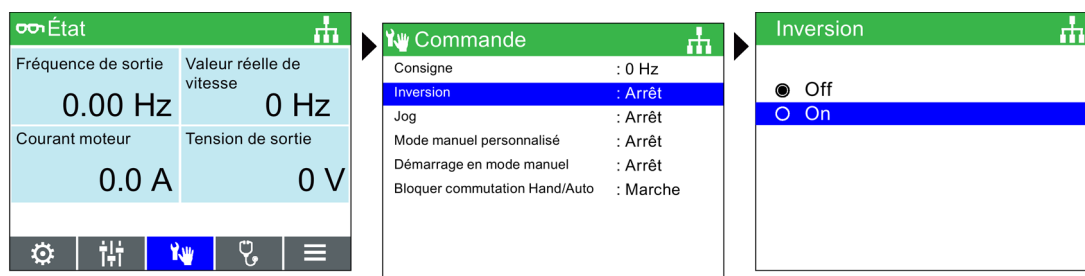 État
Fréquence de sortie
0.00 Hz
Valeur réelle de
vitesse
0 Hz
Courant moteur
0.0 A
Tension de sortie
0 V
Commande
Consigne : 0 Hz
Inversion : Arrêt
Jog : Arrêt
Mode manuel personnalisé : Arrêt
Démarrage en mode manuel : Arrêt
Bloquer commutation Hand/Auto : Marche
Inversion
Off
On